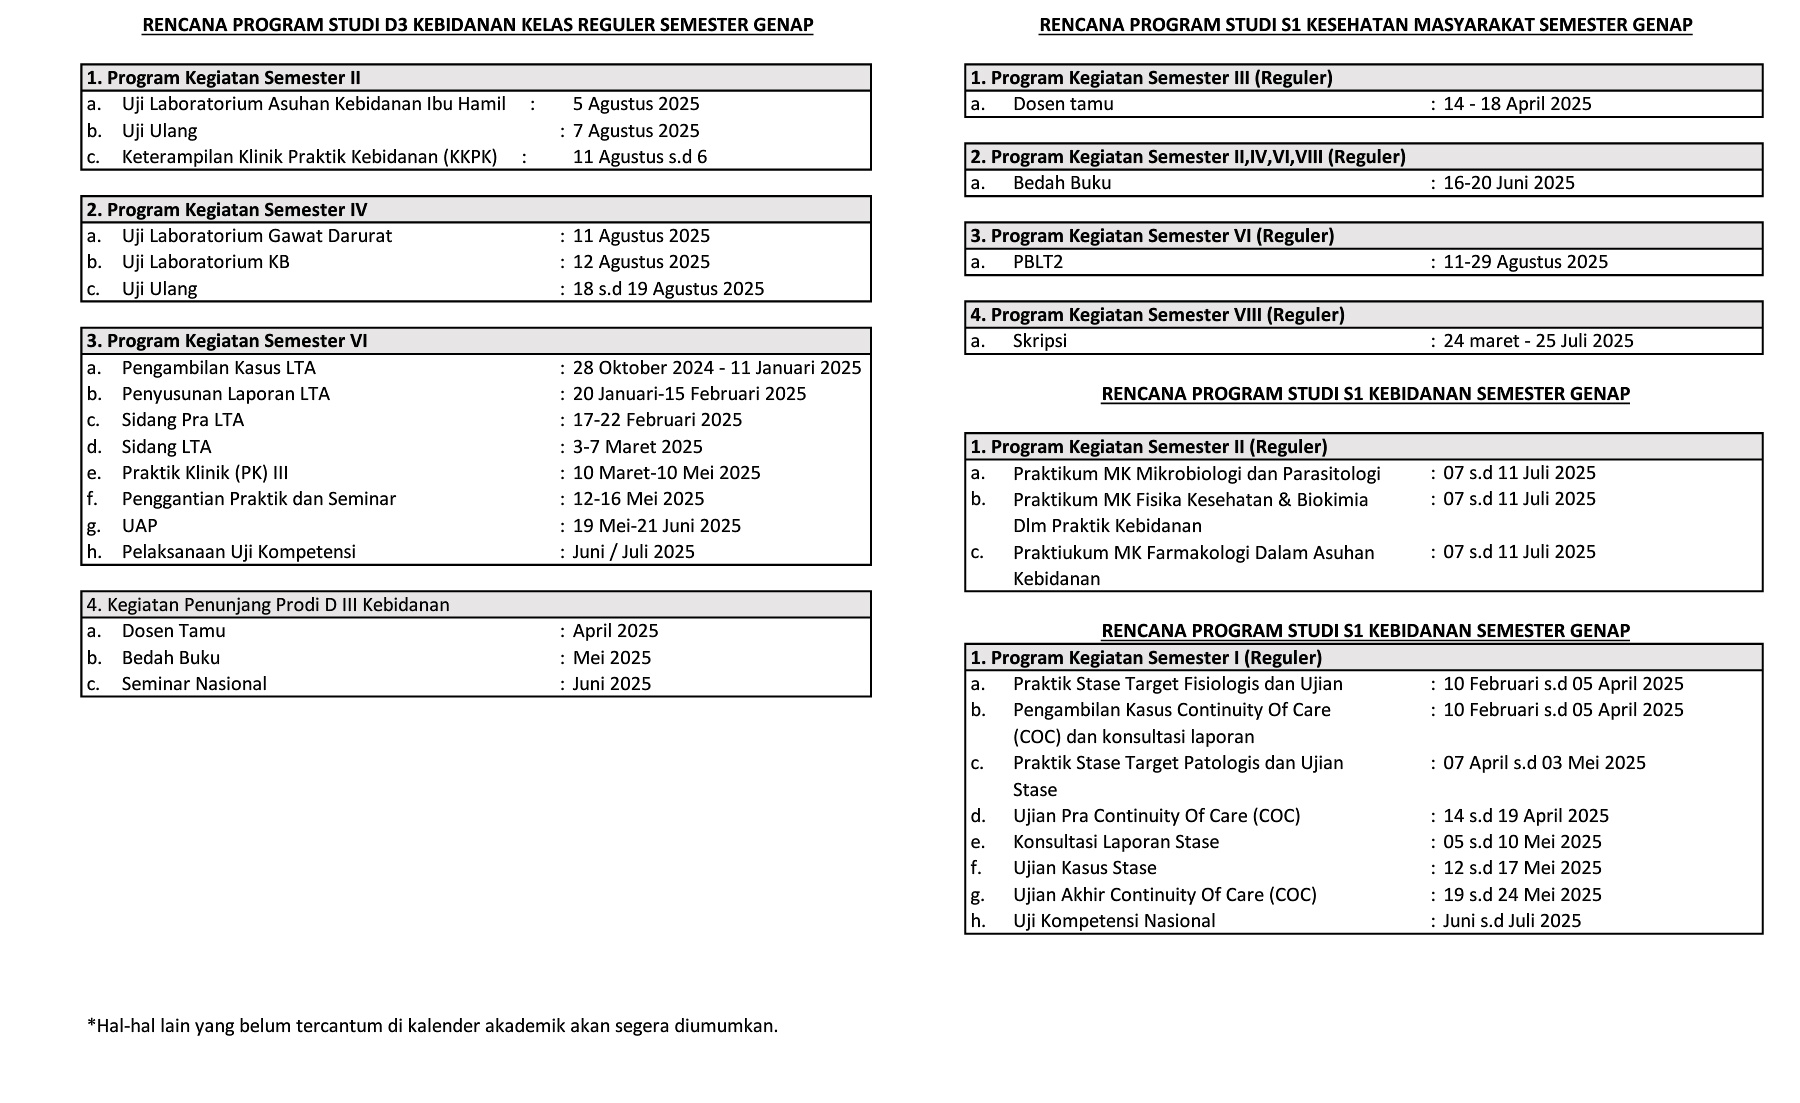 RENCANA PROGRAM STUDI D3 KEBIDANAN KELAS REGULER SEMESTER GENAP
1. Program Kegiatan Semester II
a. Uji Laboratorium Asuhan Kebidanan Ibu Hamil : 5 Agustus 2025
b. Uji Ulang : 7 Agustus 2025
c. Keterampilan Klinik Praktik Kebidanan (KKPK) : 11 Agustus s.d 6
2. Program Kegiatan Semester IV
a. Uji Laboratorium Gawat Darurat : 11 Agustus 2025
b. Uji Laboratorium KB : 12 Agustus 2025
c. Uji Ulang : 18 s.d 19 Agustus 2025
3. Program Kegiatan Semester VI
a. Pengambilan Kasus LTA : 28 Oktober 2024 - 11 Januari 2025
b. Penyusunan Laporan LTA : 20 Januari-15 Februari 2025
c. Sidang Pra LTA : 17-22 Februari 2025
d. Sidang LTA : 3-7 Maret 2025
e. Praktik Klinik (PK) III : 10 Maret-10 Mei 2025
f. Penggantian Praktik dan Seminar : 12-16 Mei 2025
g. UAP : 19 Mei-21 Juni 2025
h. Pelaksanaan Uji Kompetensi : Juni / Juli 2025
4. Kegiatan Penunjang Prodi D III Kebidanan
a. Dosen Tamu : April 2025
b. Bedah Buku : Mei 2025
c. Seminar Nasional : Juni 2025
*Hal-hal lain yang belum tercantum di kalender akademik akan segera diumumkan.
RENCANA PROGRAM STUDI S1 KESEHATAN MASYARAKAT SEMESTER GENAP
1. Program Kegiatan Semester III (Reguler)
a. Dosen tamu : 14 - 18 April 2025
2. Program Kegiatan Semester II,IV,VI,VIII (Reguler)
a. Bedah Buku : 16-20 Juni 2025
3. Program Kegiatan Semester VI (Reguler)
a. PBLT2 : 11-29 Agustus 2025
4. Program Kegiatan Semester VIII (Reguler)
a. Skripsi : 24 maret - 25 Juli 2025
RENCANA PROGRAM STUDI S1 KEBIDANAN SEMESTER GENAP
1. Program Kegiatan Semester II (Reguler)
a. Praktikum MK Mikrobiologi dan Parasitologi : 07 s.d 11 Juli 2025
b. Praktikum MK Fisika Kesehatan & Biokimia : 07 s.d 11 Juli 2025
Dlm Praktik Kebidanan
c. Praktiukum MK Farmakologi Dalam Asuhan : 07 s.d 11 Juli 2025
Kebidanan
RENCANA PROGRAM STUDI S1 KEBIDANAN SEMESTER GENAP
1. Program Kegiatan Semester I (Reguler)
a. Praktik Stase Target Fisiologis dan Ujian : 10 Februari s.d 05 April 2025
b. Pengambilan Kasus Continuity Of Care : 10 Februari s.d 05 April 2025
(COC) dan konsultasi laporan
c. Praktik Stase Target Patologis dan Ujian : 07 April s.d 03 Mei 2025
Stase
d. Ujian Pra Continuity Of Care (COC) : 14 s.d 19 April 2025
e. Konsultasi Laporan Stase : 05 s.d 10 Mei 2025
f. Ujian Kasus Stase : 12 s.d 17 Mei 2025
g. Ujian Akhir Continuity Of Care (COC) : 19 s.d 24 Mei 2025
h. Uji Kompetensi Nasional : Juni s.d Juli 2025